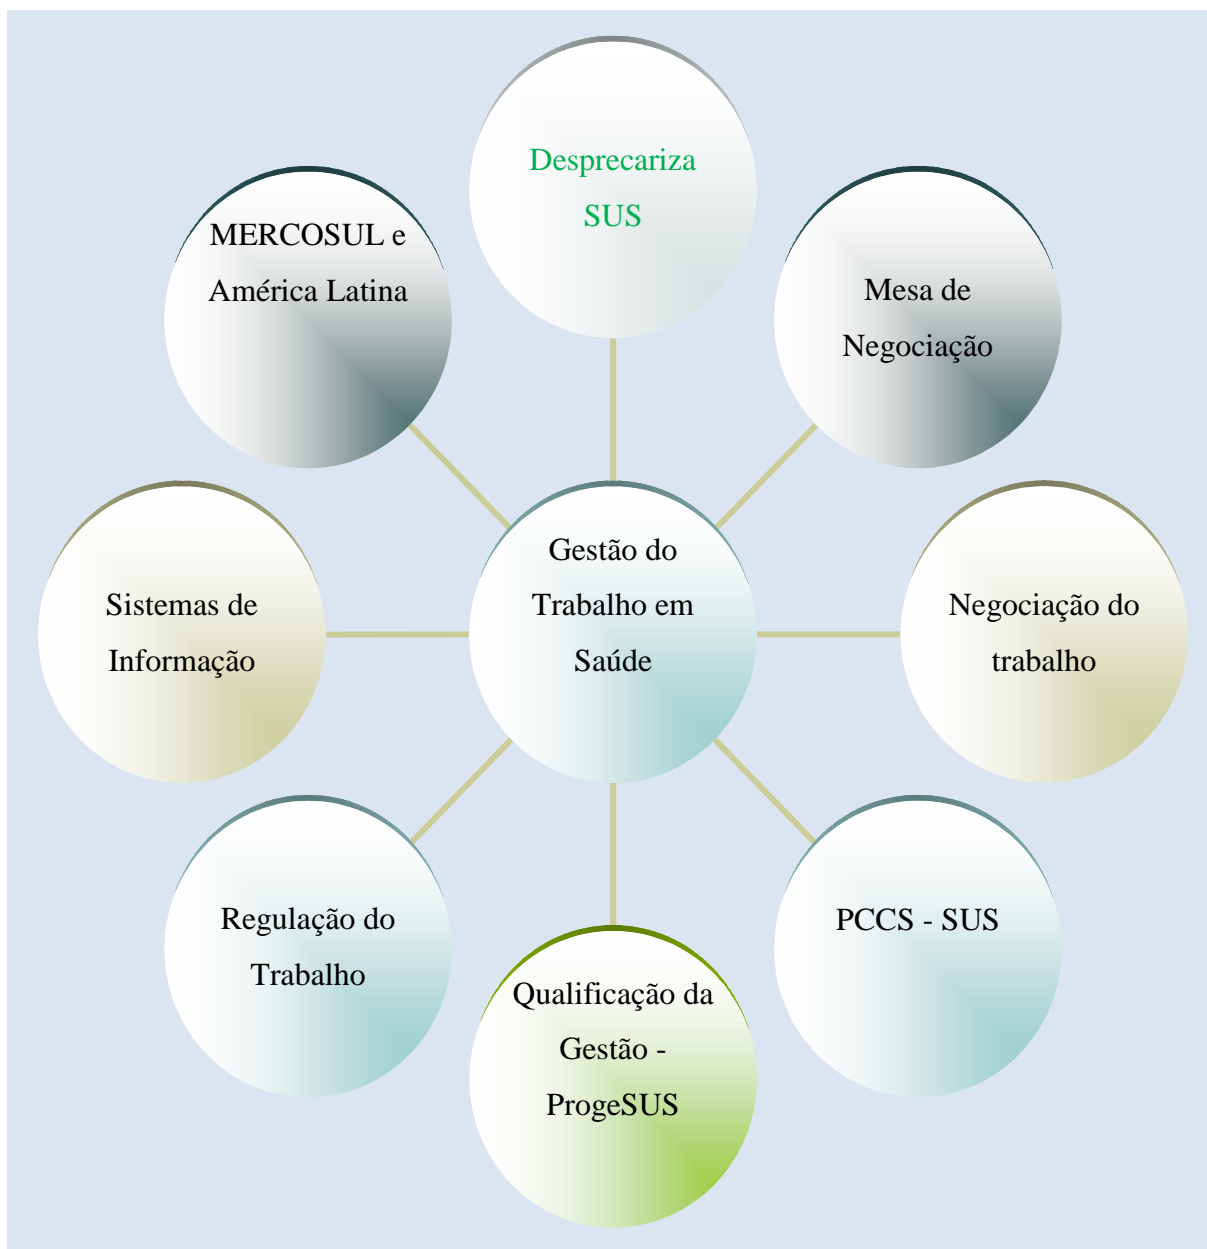 Desprecariza
SUS
MERCOSUL e
América Latina
Mesa de
Negociação
Gestão do
Trabalho em
Saúde
Sistemas de
Informação
Negociação do
trabalho
Regulação do
Trabalho
PCCS - SUS
Qualificação da
Gestão -
ProgeSUS